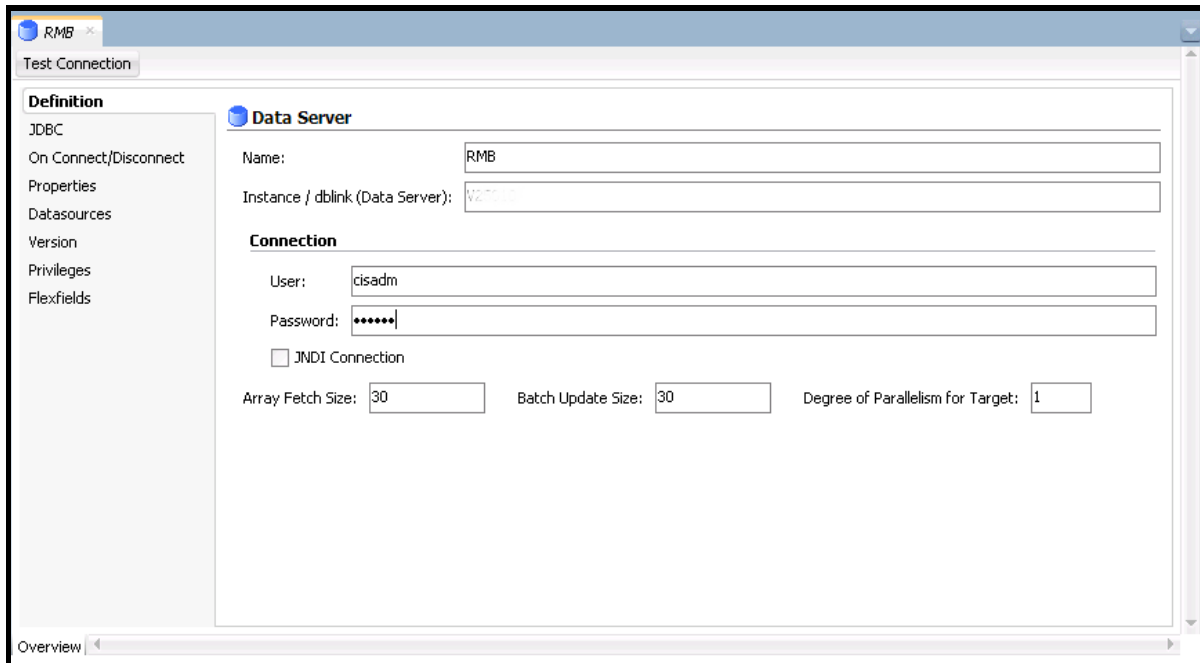 RMB
Test Connection
Definition
JDBC
On Connect/Disconnect
Properties
Datasources
Version
Privileges
Flexfields
Data Server
Name: RMB
Instance / dblink (Data Server):
Connection
User: cisadm
Password: ••••••
JNDI Connection
Array Fetch Size: 30 Batch Update Size: 30 Degree of Parallelism for Target: 1
Overview